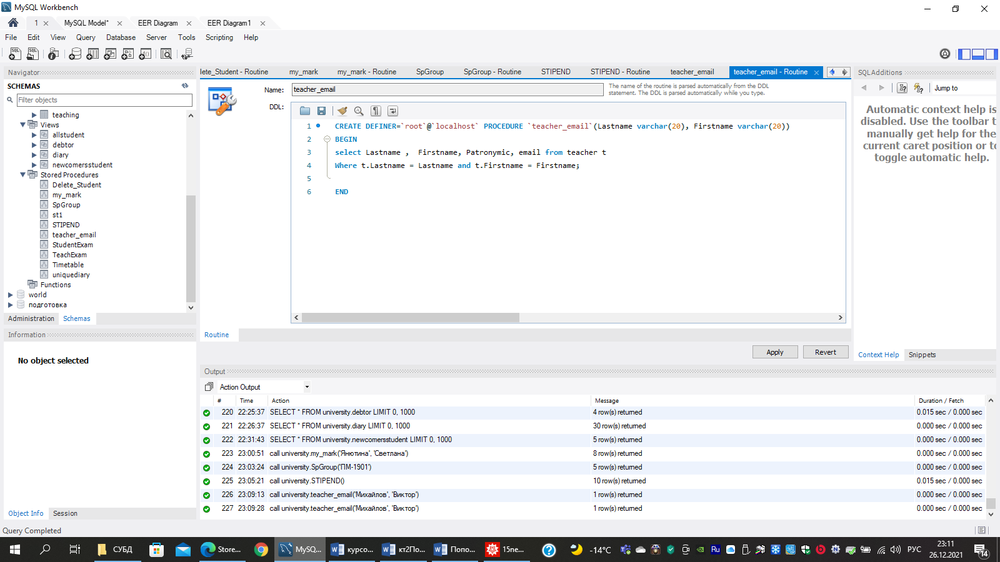 MySQL Workbench
1
MySQL Model*
EER Diagram
EER Diagram1
File Edit View Query Database Server Tools Scripting Help
Navigator
SCHEMAS
Filter objects
teaching
Views
allstudent
debtor
diary
newcomersstudent
Stored Procedures
Delete_Student
my_mark
SpGroup
st1
STIPEND
teacher_email
StudentExam
TeachExam
Timetable
uniquediary
Functions
world
подготовка
Administration Schemas
Information
No object selected
Object Info Session
lete_Student - Routine my_mark my_mark - Routine SpGroup SpGroup - Routine STIPEND STIPEND - Routine teacher_email teacher_email - Routine
Name: teacher_email
The name of the routine is parsed automatically from the DDL
statement. The DDL is parsed automatically while you type.
DDL:
1 CREATE DEFINER=`root`@`localhost` PROCEDURE `teacher_email`(Lastname varchar(20), Firstname varchar(20))
2 BEGIN
3 select Lastname ,  Firstname, Patronymic, email from teacher t
4 Where t.Lastname = Lastname and t.Firstname = Firstname;
5
6 END
Routine
Apply Revert
SQLAdditions
Jump to
Automatic context help is
disabled. Use the toolbar t
manually get help for the
current caret position or to
toggle automatic help.
Context Help Snippets
Output
Action Output
# Time Action Message Duration / Fetch
220 22:25:37 SELECT * FROM university.debtor LIMIT 0, 1000 4 row(s) returned 0.015 sec / 0.000 sec
221 22:26:37 SELECT * FROM university.diary LIMIT 0, 1000 30 row(s) returned 0.000 sec / 0.000 sec
222 22:31:43 SELECT * FROM university.newcomersstudent LIMIT 0, 1000 5 row(s) returned 0.000 sec / 0.000 sec
223 23:00:51 call university.my_mark('Янютина', 'Светлана') 8 row(s) returned 0.000 sec / 0.000 sec
224 23:03:24 call university.SpGroup('ПМ-1901') 5 row(s) returned 0.000 sec / 0.000 sec
225 23:05:21 call university.STIPEND() 10 row(s) returned 0.015 sec / 0.000 sec
226 23:09:13 call university.teacher_email('Михайлов', 'Виктор') 1 row(s) returned 0.000 sec / 0.000 sec
227 23:09:28 call university.teacher_email('Михайлов', 'Виктор') 1 row(s) returned 0.000 sec / 0.000 sec
Query Completed
СУБД Store... MySQ... курсо... кт2По... Попо... 15ne... -14°C Ru РУС 23:11
26.12.2021
14